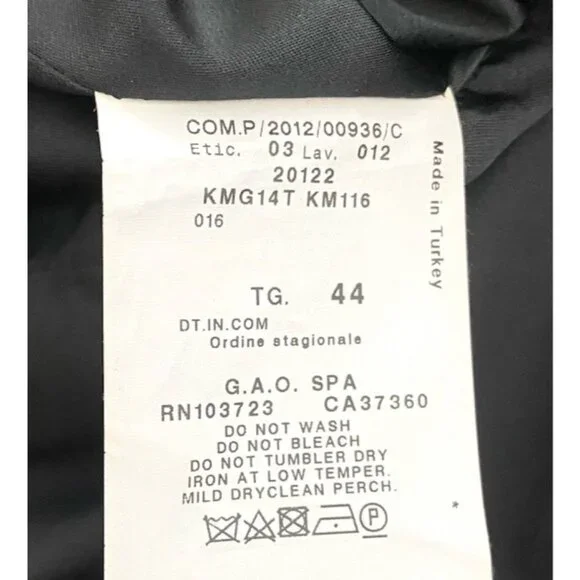 COM.P/2012/00936/C
Etic. 03 Lav. 012
20122
KMG14T KM116
016
Made in Turkey
TG. 44
DT.IN.COM
Ordine stagionale
G.A.O. SPA
RN103723 CA37360
DO NOT WASH
DO NOT BLEACH
DO NOT TUMBLER DRY
IRON AT LOW TEMPER.
MILD DRYCLEAN PERCH.
P
*